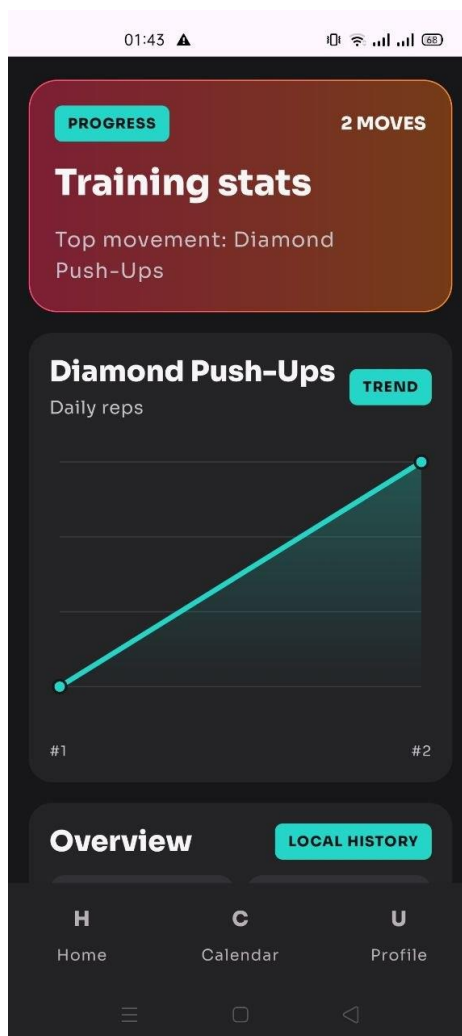 01:43
68
PROGRESS
2 MOVES
Training stats
Top movement: Diamond
Push-Ups
Diamond Push-Ups
TREND
Daily reps
#1
#2
Overview
LOCAL HISTORY
H
C
U
Home
Calendar
Profile